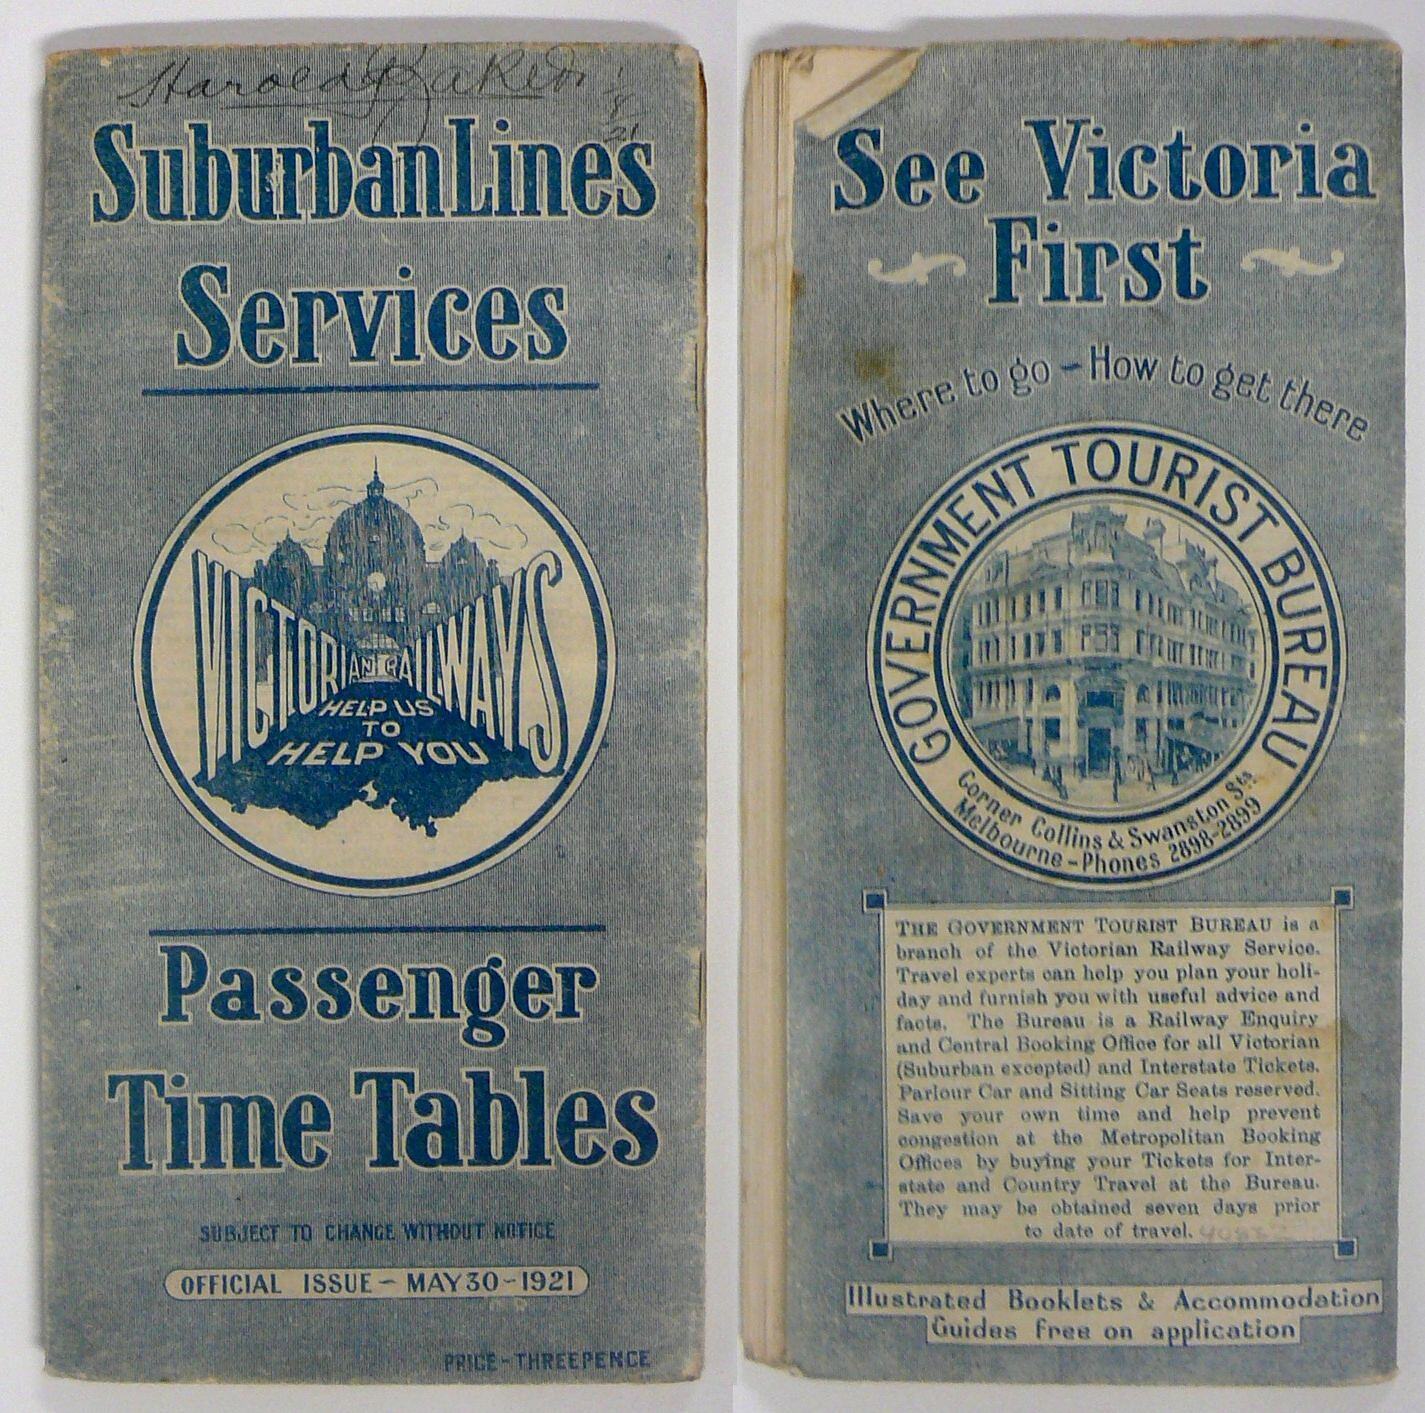 Harold
1/8/21
Suburban Lines
Services
VICTORIAN RAILWAYS
HELP US
TO
HELP YOU
Passenger
Time Tables
SUBJECT TO CHANGE WITHOUT NOTICE
OFFICIAL ISSUE - MAY 30 - 1921
PRICE - THREEPENCE
See Victoria
First
Where to go - How to get there
GOVERNMENT TOURIST BUREAU
Corner Collins & Swanston Sts.
Melbourne - Phones 2898-2899
THE GOVERNMENT TOURIST BUREAU is a
branch of the Victorian Railway Service.
Travel experts can help you plan your holi-
day and furnish you with useful advice and
facts. The Bureau is a Railway Enquiry
and Central Booking Office for all Victorian
(Suburban excepted) and Interstate Tickets.
Parlour Car and Sitting Car Seats reserved.
Save your own time and help prevent
congestion at the Metropolitan Booking
Offices by buying your Tickets for Inter-
state and Country Travel at the Bureau.
They may be obtained seven days prior
to date of travel.
Illustrated Booklets & Accommodation
Guides free on application